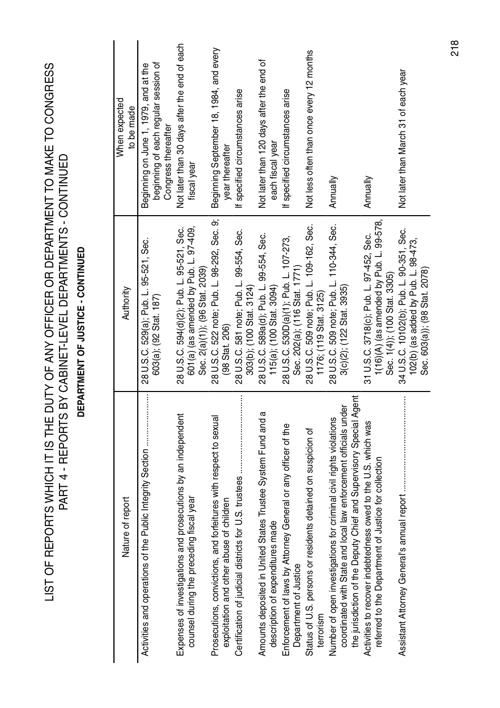 LIST OF REPORTS WHICH IT IS THE DUTY OF ANY OFFICER OR DEPARTMENT TO MAKE TO CONGRESS
PART 4 - REPORTS BY CABINET-LEVEL DEPARTMENTS - CONTINUED
DEPARTMENT OF JUSTICE - CONTINUED
Nature of report
Authority
When expected
to be made
Activities and operations of the Public Integrity Section ................
28 U.S.C. 529(a); Pub. L. 95-521, Sec.
603(a); (92 Stat. 187)
Beginning on June 1, 1979, and at the
beginning of each regular session of
Congress thereafter
Expenses of investigations and prosecutions by an independent
counsel during the preceding fiscal year
28 U.S.C. 594(d)(2); Pub. L. 95-521, Sec.
601(a) (as amended by Pub. L. 97-409,
Sec. 2(a)(1)); (96 Stat. 2039)
Not later than 30 days after the end of each
fiscal year
Prosecutions, convictions, and forfeitures with respect to sexual
exploitation and other abuse of children
28 U.S.C. 522 note; Pub. L. 98-292, Sec. 9;
(98 Stat. 206)
Beginning September 18, 1984, and every
year thereafter
Certification of judicial districts for U.S. trustees ........................
28 U.S.C. 581 note; Pub. L. 99-554, Sec.
303(b); (100 Stat. 3124)
If specified circumstances arise
Amounts deposited in United States Trustee System Fund and a
description of expenditures made
28 U.S.C. 589a(d); Pub. L. 99-554, Sec.
115(a); (100 Stat. 3094)
Not later than 120 days after the end of
each fiscal year
Enforcement of laws by Attorney General or any officer of the
Department of Justice
28 U.S.C. 530D(a)(1); Pub. L. 107-273,
Sec. 202(a); (116 Stat. 1771)
If specified circumstances arise
Status of U.S. persons or residents detained on suspicion of
terrorism
28 U.S.C. 509 note; Pub. L. 109-162, Sec.
1176; (119 Stat. 3125)
Not less often than once every 12 months
Number of open investigations for criminal civil rights violations
coordinated with State and local law enforcement officials under
the jurisdiction of the Deputy Chief and Supervisory Special Agent
28 U.S.C. 509 note; Pub. L. 110-344, Sec.
3(c)(2); (122 Stat. 3935)
Annually
Activities to recover indebtedness owed to the U.S. which was
referred to the Department of Justice for collection
31 U.S.C. 3718(c); Pub. L. 97-452, Sec.
1(16)(A) (as amended by Pub. L. 99-578,
Sec. 1(4)); (100 Stat. 3305)
Annually
Assistant Attorney General's annual report ................................
34 U.S.C. 10102(b); Pub. L. 90-351, Sec.
102(b) (as added by Pub. L. 98-473,
Sec. 603(a)); (98 Stat. 2078)
Not later than March 31 of each year
218